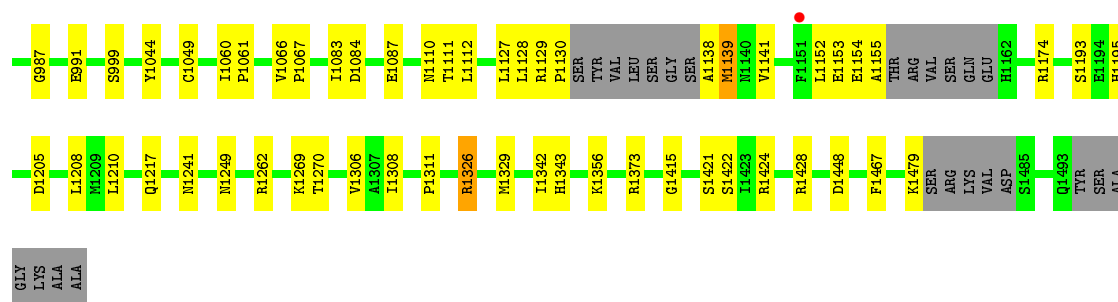 G987 E991 S999 Y1044 C1049 I1060 P1061 V1066 P1067 I1083 D1084 E1087 N1110 T1111 L1112 L1127 L1128 R1129 P1130 SER TYR VAL LEU SER GLY SER A1138 M1139 N1140 V1141 F1151 L1152 E1153 E1154 A1155 THR ARG VAL SER GLN GLU H1162 R1174 S1193 E1194 H1195
D1205 L1208 M1209 L1210 Q1217 N1241 N1249 R1262 K1269 T1270 V1306 A1307 I1308 P1311 R1326 M1329 I1342 H1343 K1356 R1373 G1415 S1421 S1422 I1423 R1424 R1428 D1448 F1467 K1479 SER ARG LYS VAL ASP S1485 Q1493 TYR SER ALA
GLY LYS ALA ALA